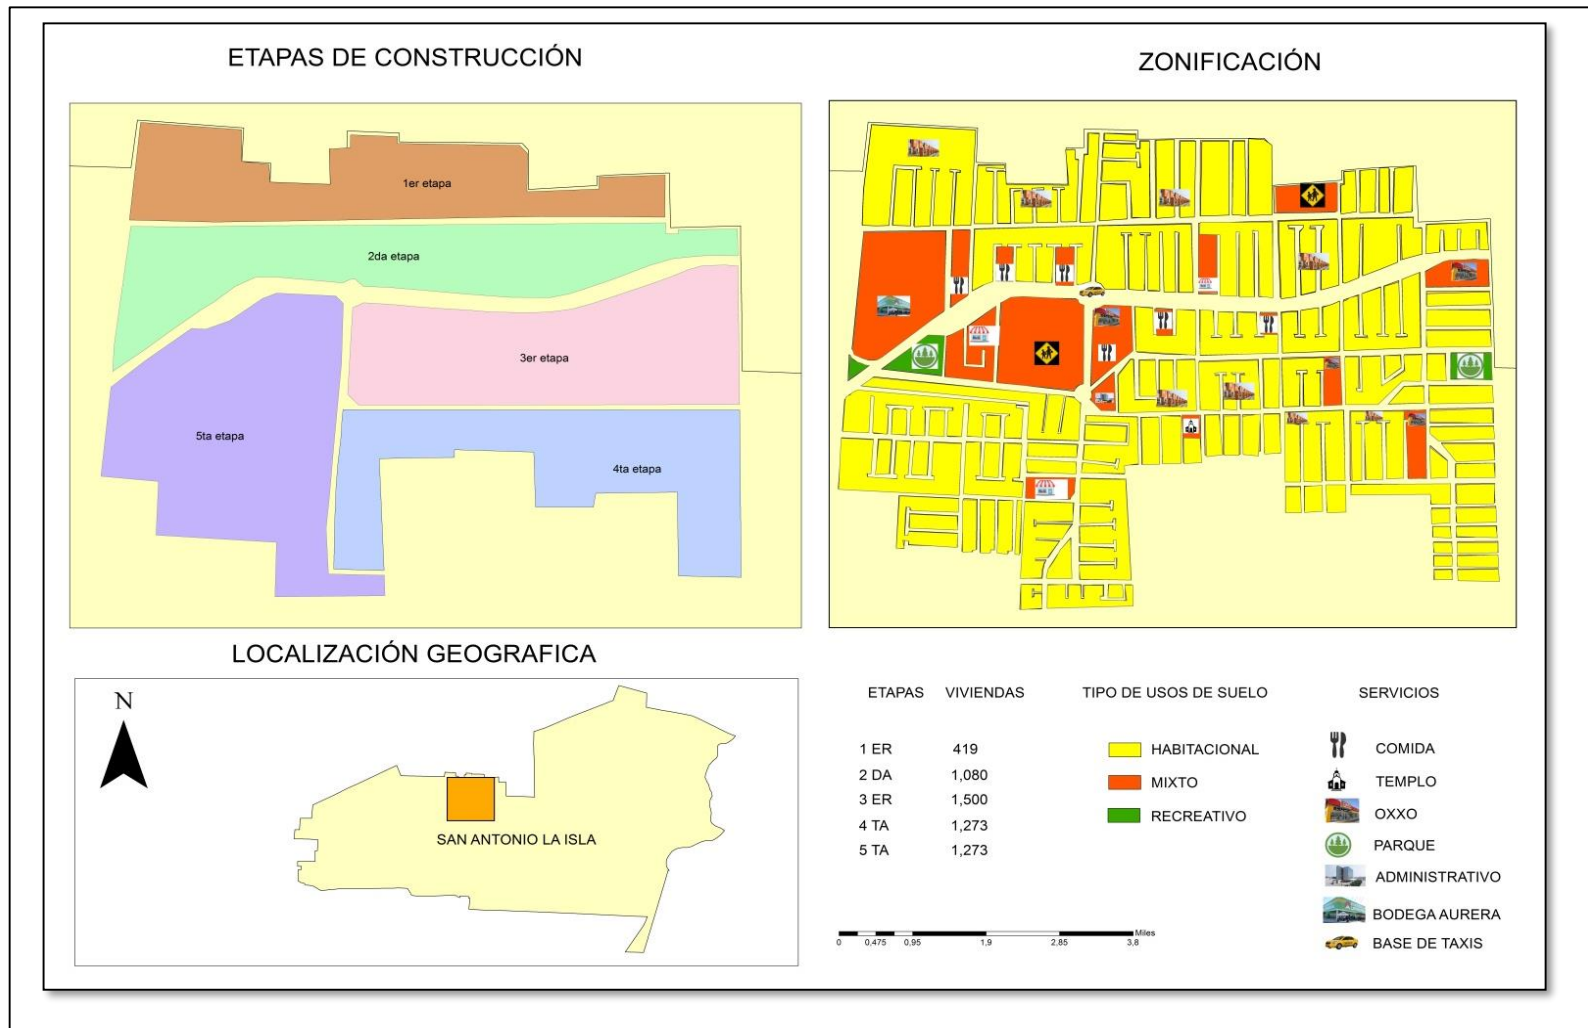 ETAPAS DE CONSTRUCCIÓN
1er etapa
2da etapa
3er etapa
5ta etapa
4ta etapa
ZONIFICACIÓN
LOCALIZACIÓN GEOGRAFICA
N
SAN ANTONIO LA ISLA
ETAPAS VIVIENDAS
1 ER 419
2 DA 1,080
3 ER 1,500
4 TA 1,273
5 TA 1,273
TIPO DE USOS DE SUELO
HABITACIONAL
MIXTO
RECREATIVO
SERVICIOS
COMIDA
TEMPLO
OXXO
PARQUE
ADMINISTRATIVO
BODEGA AURERA
BASE DE TAXIS
Miles
0 0,475 0,95 1,9 2,85 3,8